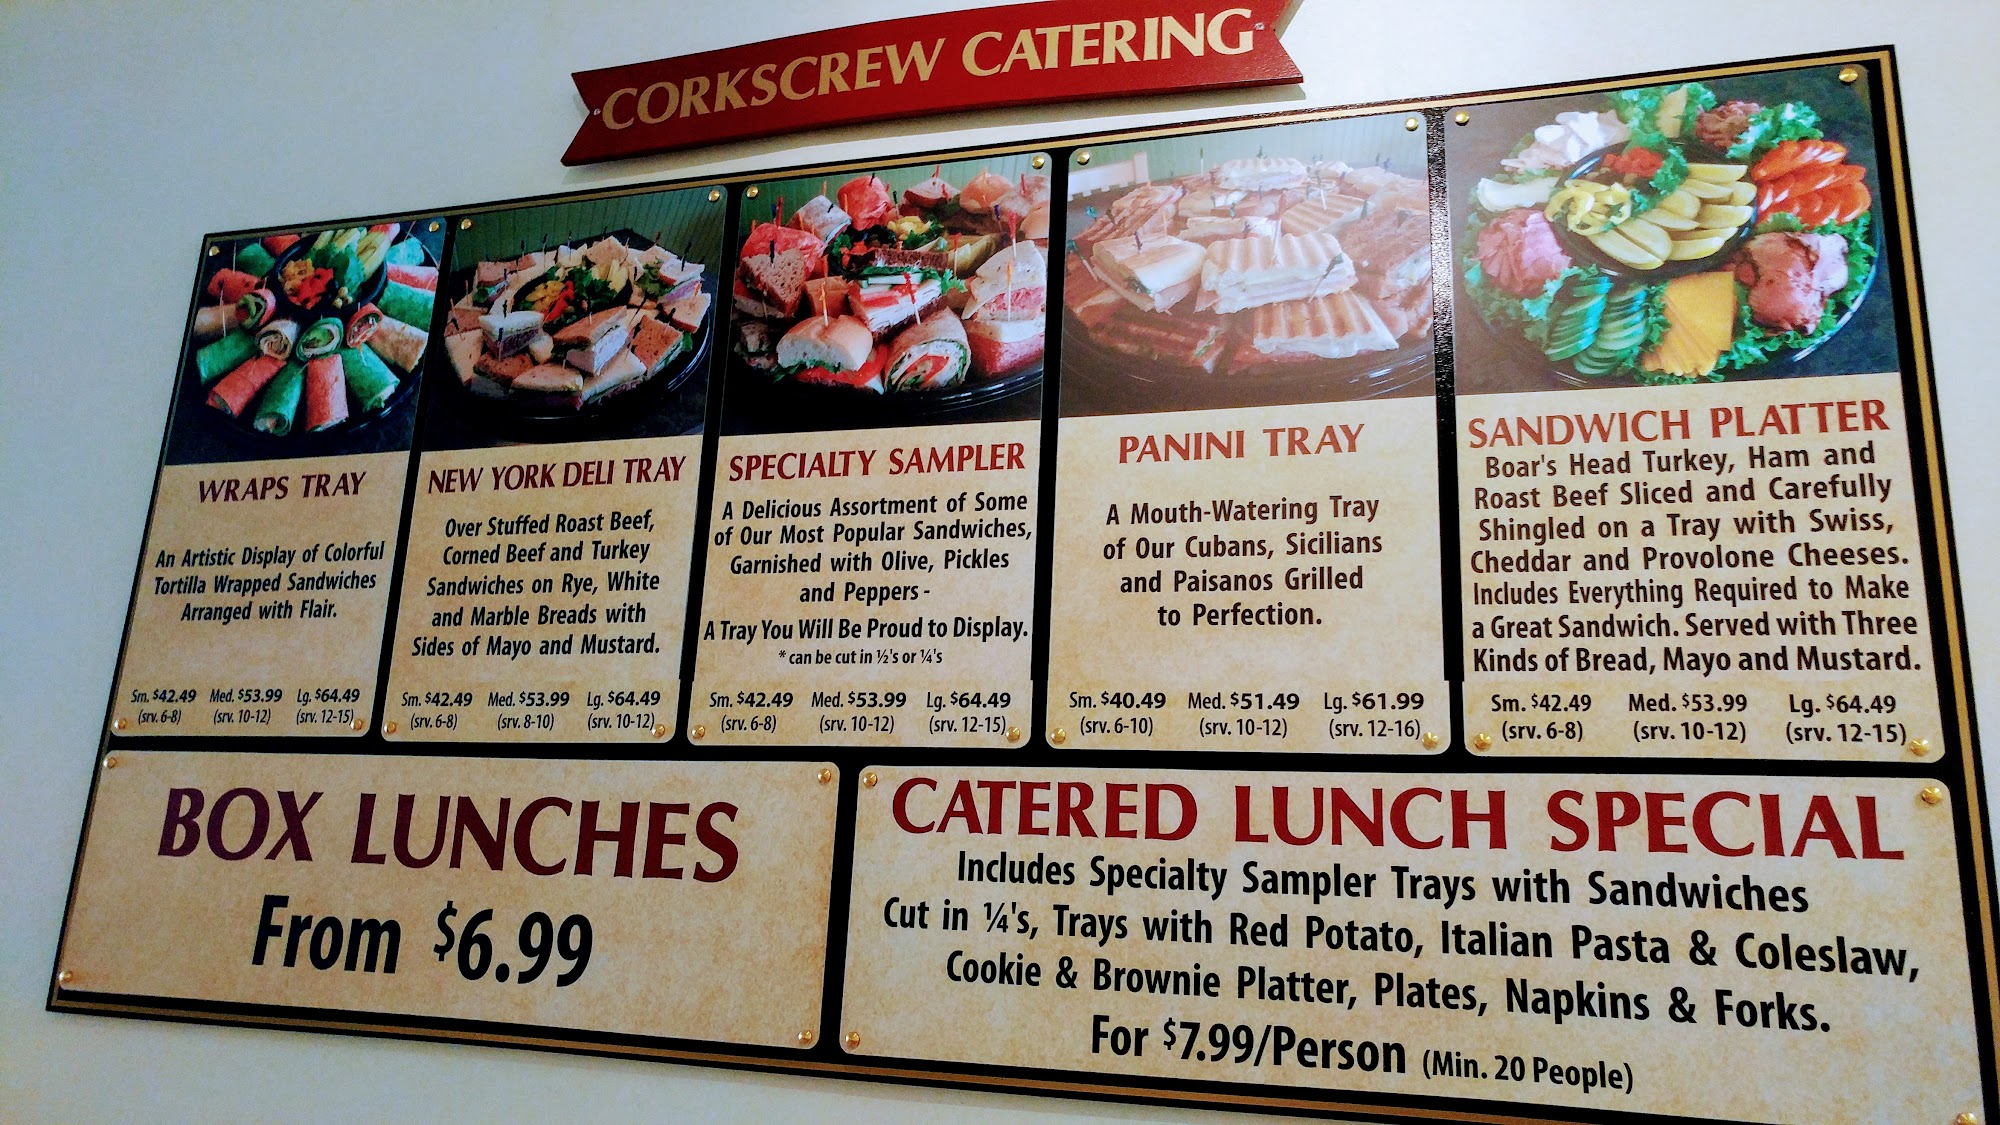 CORKSCREW CATERING
WRAPS TRAY
An Artistic Display of Colorful
Tortilla Wrapped Sandwiches
Arranged with Flair.
Sm. $42.49 Med. $53.99 Lg. $64.49
(srv. 6-8) (srv. 10-12) (srv. 12-15)
NEW YORK DELI TRAY
Over Stuffed Roast Beef,
Corned Beef and Turkey
Sandwiches on Rye, White
and Marble Breads with
Sides of Mayo and Mustard.
Sm. $42.49 Med. $53.99 Lg. $64.49
(srv. 6-8) (srv. 8-10) (srv. 10-12)
SPECIALTY SAMPLER
A Delicious Assortment of Some
of Our Most Popular Sandwiches,
Garnished with Olive, Pickles
and Peppers -
A Tray You Will Be Proud to Display.
* can be cut in ½'s or ¼'s
Sm. $42.49 Med. $53.99 Lg. $64.49
(srv. 6-8) (srv. 10-12) (srv. 12-15)
PANINI TRAY
A Mouth-Watering Tray
of Our Cubans, Sicilians
and Paisanos Grilled
to Perfection.
Sm. $40.49 Med. $51.49 Lg. $61.99
(srv. 6-10) (srv. 10-12) (srv. 12-16)
SANDWICH PLATTER
Boar's Head Turkey, Ham and
Roast Beef Sliced and Carefully
Shingled on a Tray with Swiss,
Cheddar and Provolone Cheeses.
Includes Everything Required to Make
a Great Sandwich. Served with Three
Kinds of Bread, Mayo and Mustard.
Sm. $42.49 Med. $53.99 Lg. $64.49
(srv. 6-8) (srv. 10-12) (srv. 12-15)
BOX LUNCHES
From $6.99
CATERED LUNCH SPECIAL
Includes Specialty Sampler Trays with Sandwiches
Cut in ¼'s, Trays with Red Potato, Italian Pasta & Coleslaw,
Cookie & Brownie Platter, Plates, Napkins & Forks.
For $7.99/Person (Min. 20 People)